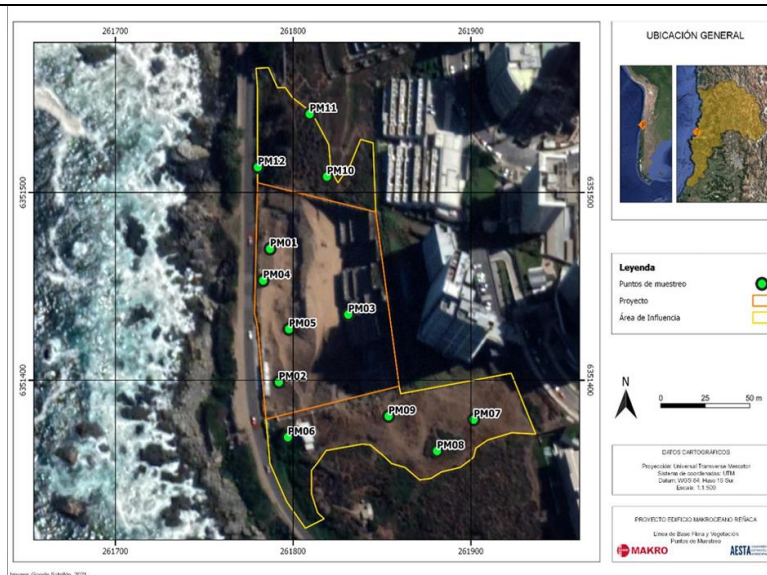 261700 261800 261900
UBICACIÓN GENERAL
PM11
PM12
PM10
6351500
6351500
PM01
PM04
PM03
PM05
PM02
6351400
6351400
PM09
PM07
PM06
PM08
261700 261800 261900
Leyenda
Puntos de muestreo
Proyecto
Área de Influencia
N
0 25 50 m
DATOS CARTOGRÁFICOS
Proyección: Universal Transverse Mercator
Sistema de coordenadas: UTM
Datum: WGS 84, Huso 19 Sur
Escala: 1:1.500
PROYECTO EDIFICIO MAKROCEANO REÑACA
Línea de Base Flora y Vegetación
Puntos de Muestreo
MAKRO AESTA